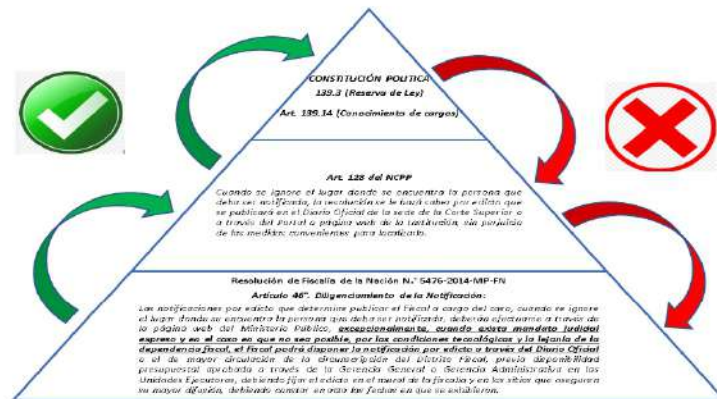 CONSTITUCIÓN POLITICA
139.3 (Reserva de Ley)
Art. 139.14 (Conocimiento de cargos)
Art. 128 del NCPP
Cuando se ignore el lugar donde se encuentra la persona que
deba ser notificada, la resolución se le hará saber por edicto que
se publicará en el Diario Oficial de la sede de la Corte Superior o
a través del Portal o página web de la Institución, sin perjuicio
de las medidas convenientes para localizarlo.
Resolución de Fiscalía de la Nación N.° 5476-2014-MP-FN
Artículo 46°. Diligenciamiento de la Notificación:
Las notificaciones por edicto que determine publicar el Fiscal a cargo del caso, cuando se ignore
el lugar donde se encuentra la persona que deba ser notificada, deberán efectuarse a través de
la página web del Ministerio Público, excepcionalmente, cuando exista mandato judicial
expreso y en el caso en que no sea posible, por las condiciones tecnológicas y la lejanía de la
dependencia fiscal, el Fiscal podrá disponer la notificación por edicto a través del Diario Oficial
o el de mayor circulación de la circunscripción del Distrito Fiscal, previa disponibilidad
presupuestal aprobada a través de la Gerencia General o Gerencia Administrativa en las
Unidades Ejecutoras, debiendo fijar el edicto en el mural de la fiscalía y en los sitios que aseguren
su mayor difusión, debiendo constar en acta las fechas en que se exhibieron.